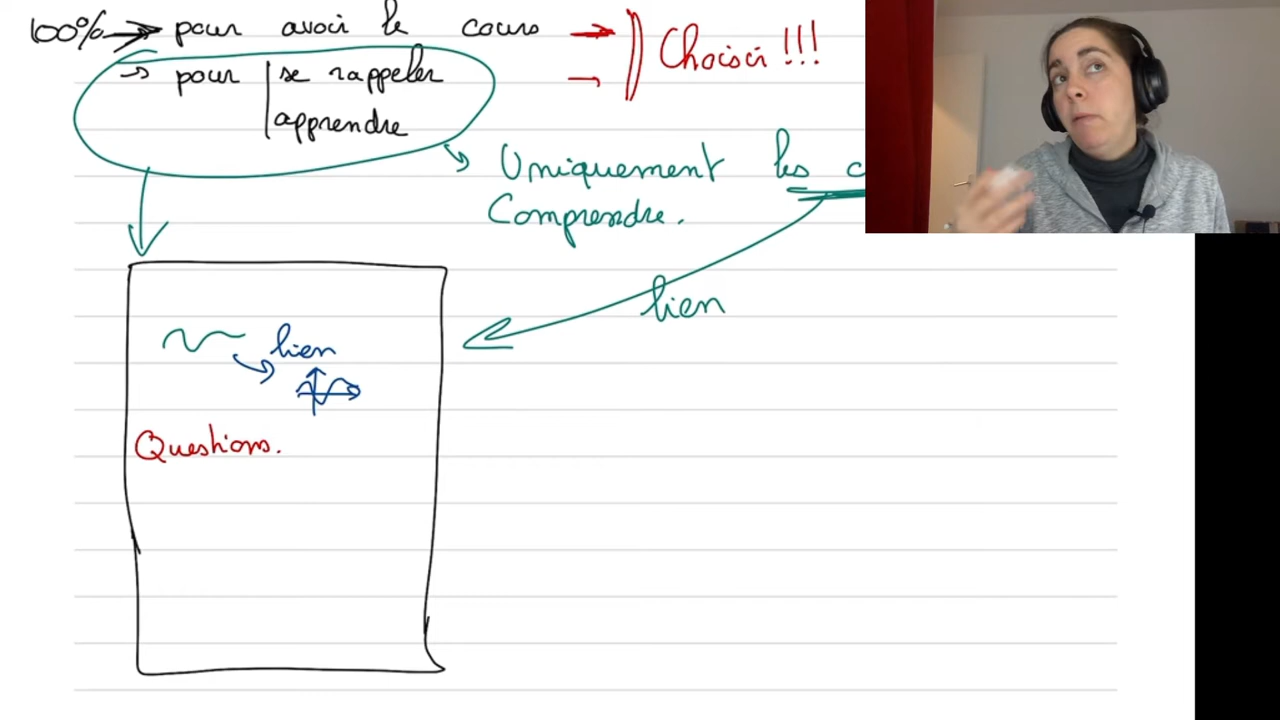 100% → pour avoir le cours → Choisir !!!
→ pour se rappeler →
apprendre
Uniquement les c
Comprendre.
lien
lien
Questions.